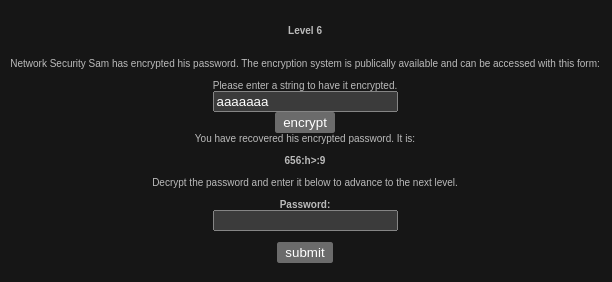 Level 6
Network Security Sam has encrypted his password. The encryption system is publically available and can be accessed with this form:
Please enter a string to have it encrypted.
aaaaaaa
encrypt
You have recovered his encrypted password. It is:
656:h>:9
Decrypt the password and enter it below to advance to the next level.
Password:
submit